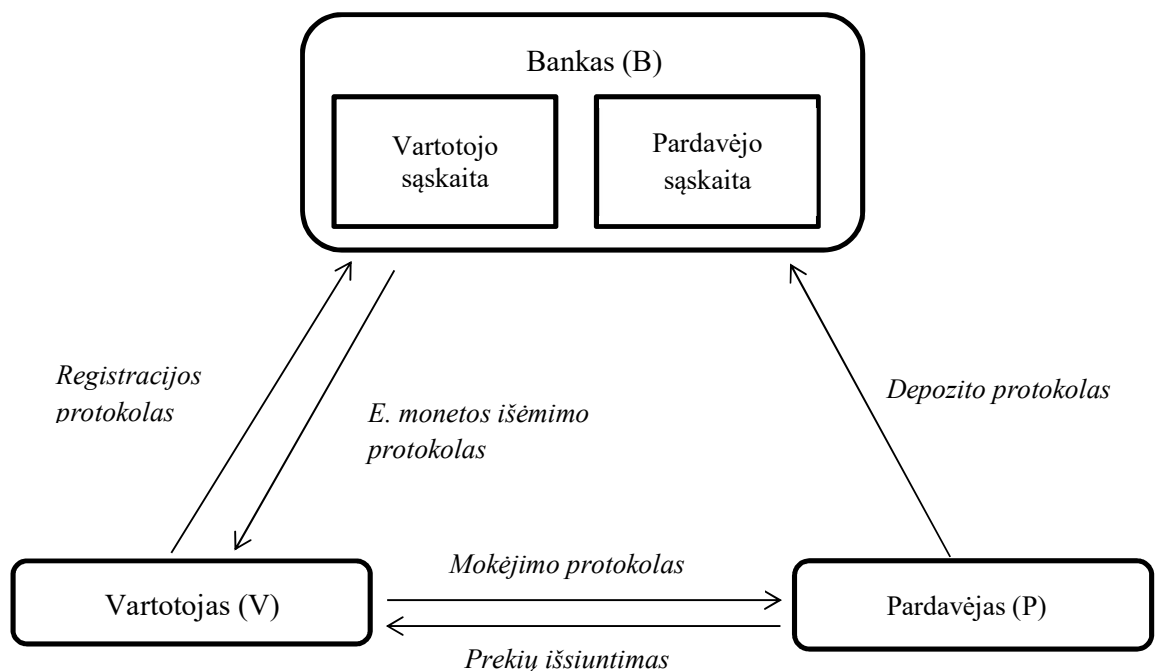 Bankas (B)
Vartotojo
sąskaita
Pardavėjo
sąskaita
Registracijos
protokolas
E. monetos išėmimo
protokolas
Depozito protokolas
Mokėjimo protokolas
Vartotojas (V)
Pardavėjas (P)
Prekių išsiuntimas